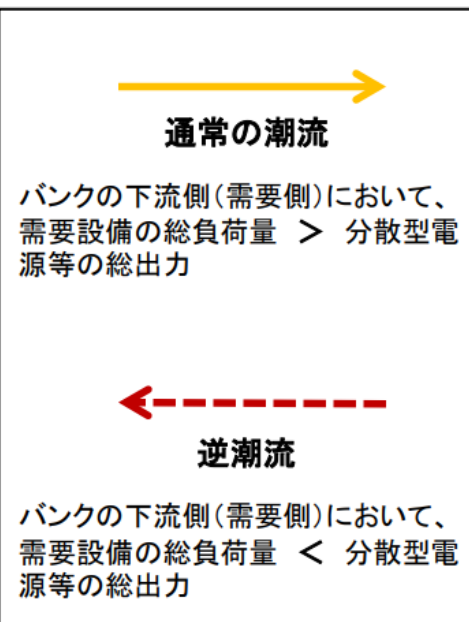 通常の潮流
バンクの下流側(需要側)において、
需要設備の総負荷量 ＞ 分散型電
源等の総出力
逆潮流
バンクの下流側(需要側)において、
需要設備の総負荷量 ＜ 分散型電
源等の総出力